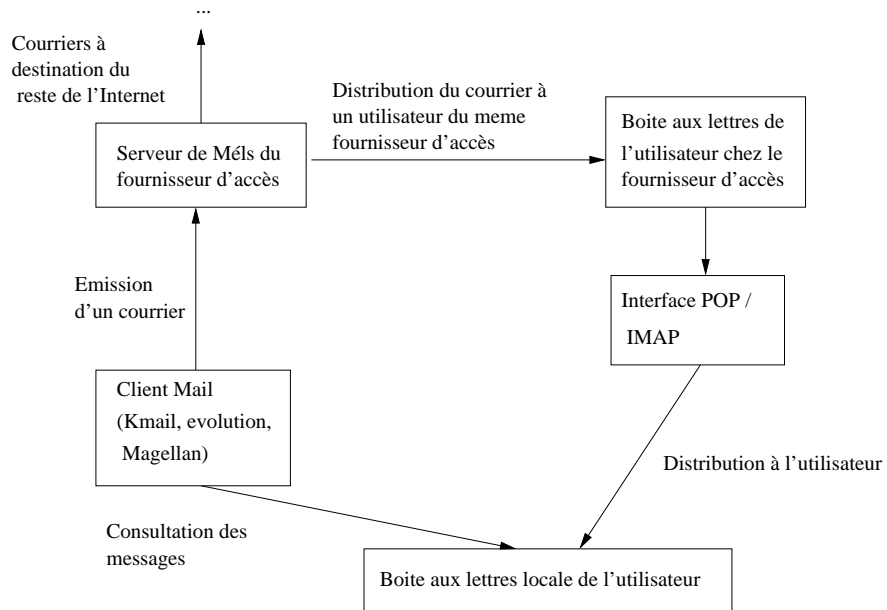 ...
Courriers à
destination du
reste de l'Internet
Distribution du courrier à
un utilisateur du meme
fournisseur d'accès
Serveur de Méls du
fournisseur d'accès
Boite aux lettres de
l'utilisateur chez le
fournisseur d'accès
Emission
d'un courrier
Interface POP /
IMAP
Client Mail
(Kmail, evolution,
Magellan)
Distribution à l'utilisateur
Consultation des
messages
Boite aux lettres locale de l'utilisateur